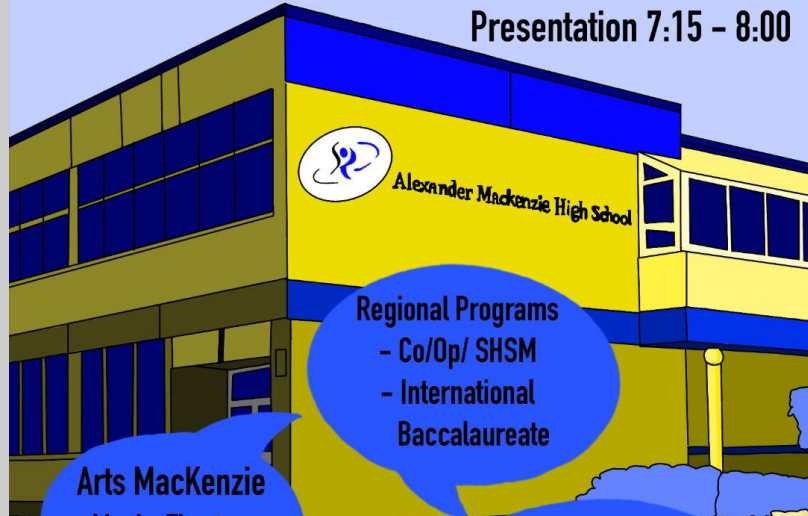 Presentation 7:15 - 8:00
Alexander Mackenzie High School
Regional Programs
- Co/Op/ SHSM
- International
Baccalaureate
Arts MacKenzie